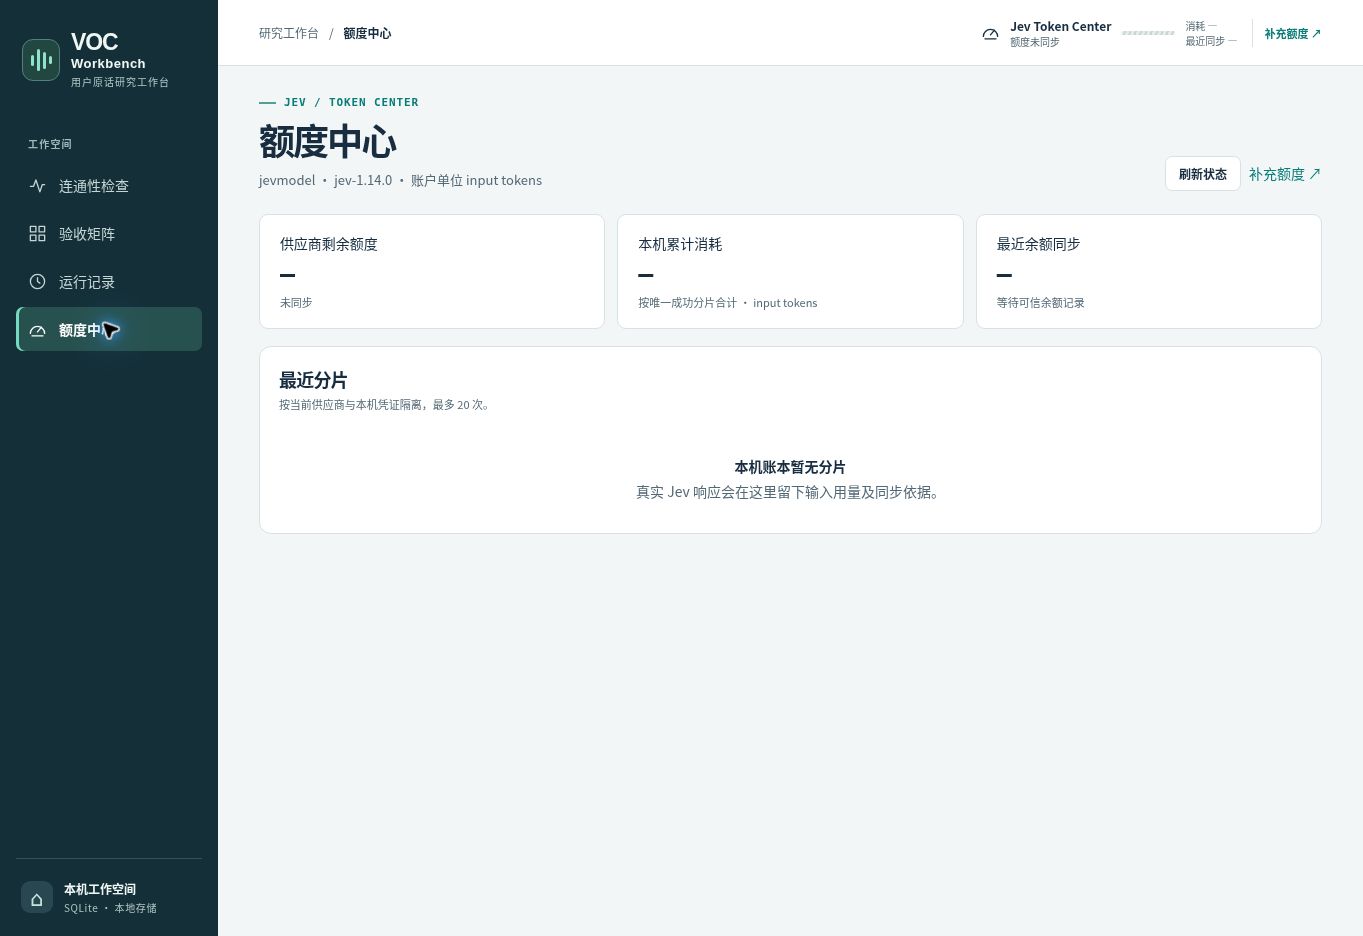 VOC
Workbench
用户原话研究工作台
工作空间
连通性检查
验收矩阵
运行记录
额度中
本机工作空间
SQLite · 本地存储
研究工作台 / 额度中心
Jev Token Center
额度未同步
消耗 —
最近同步 —
补充额度 ↗
JEV / TOKEN CENTER
额度中心
jevmodel · jev-1.14.0 · 账户单位 input tokens
刷新状态
补充额度 ↗
供应商剩余额度
—
未同步
本机累计消耗
—
按唯一成功分片合计 · input tokens
最近余额同步
—
等待可信余额记录
最近分片
按当前供应商与本机凭证隔离，最多 20 次。
本机账本暂无分片
真实 Jev 响应会在这里留下输入用量及同步依据。